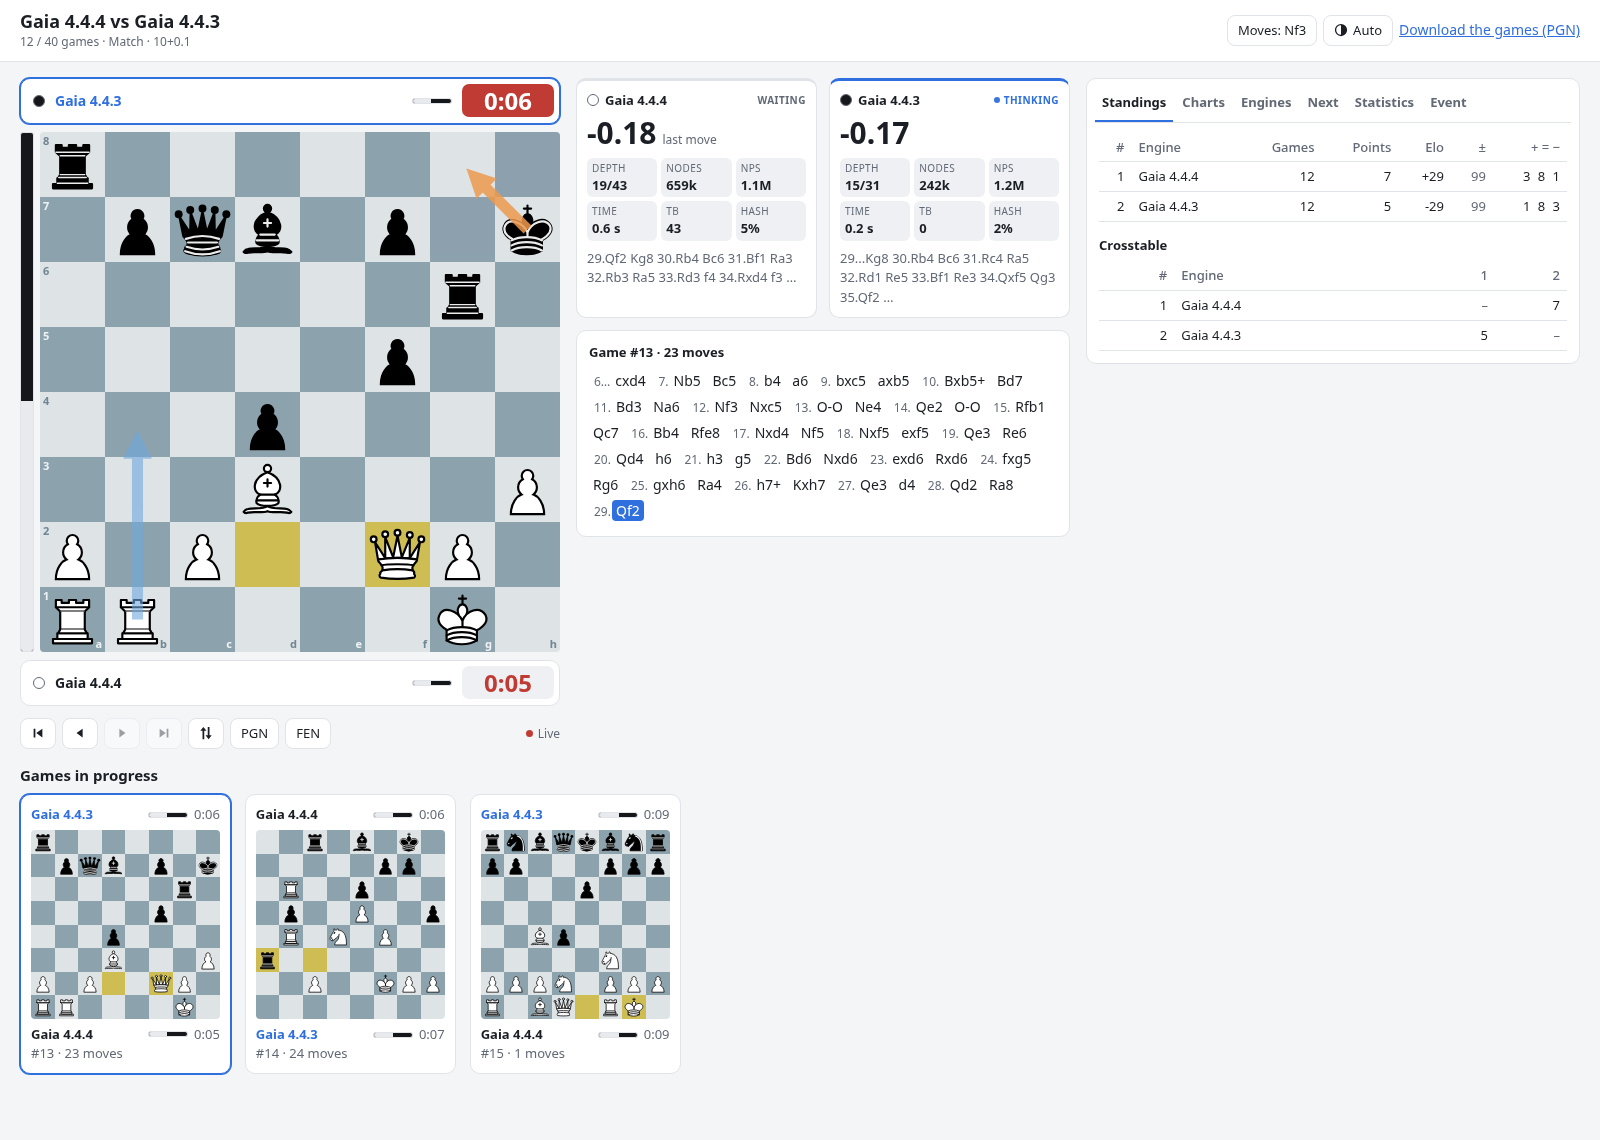 Gaia 4.4.4 vs Gaia 4.4.3
12 / 40 games · Match · 10+0.1
Moves: Nf3
Auto
Download the games (PGN)
Gaia 4.4.3
0:06
8
7
6
5
4
3
2
1
a b c d e f g h
Gaia 4.4.4
0:05
PGN
FEN
Live
Gaia 4.4.4
WAITING
-0.18 last move
DEPTH
19/43
NODES
659k
NPS
1.1M
TIME
0.6 s
TB
43
HASH
5%
29.Qf2 Kg8 30.Rb4 Bc6 31.Bf1 Ra3
32.Rb3 Ra5 33.Rd3 f4 34.Rxd4 f3 ...
Gaia 4.4.3
THINKING
-0.17
DEPTH
15/31
NODES
242k
NPS
1.2M
TIME
0.2 s
TB
0
HASH
2%
29...Kg8 30.Rb4 Bc6 31.Rc4 Ra5
32.Rd1 Re5 33.Bf1 Re3 34.Qxf5 Qg3
35.Qf2 ...
Game #13 · 23 moves
6... cxd4 7. Nb5 Bc5 8. b4 a6 9. bxc5 axb5 10. Bxb5+ Bd7
11. Bd3 Na6 12. Nf3 Nxc5 13. O-O Ne4 14. Qe2 O-O 15. Rfb1
Qc7 16. Bb4 Rfe8 17. Nxd4 Nf5 18. Nxf5 exf5 19. Qe3 Re6
20. Qd4 h6 21. h3 g5 22. Bd6 Nxd6 23. exd6 Rxd6 24. fxg5
Rg6 25. gxh6 Ra4 26. h7+ Kxh7 27. Qe3 d4 28. Qd2 Ra8
29. Qf2
Standings Charts Engines Next Statistics Event
# Engine Games Points Elo ± + = −
1 Gaia 4.4.4 12 7 +29 99 3 8 1
2 Gaia 4.4.3 12 5 -29 99 1 8 3
Crosstable
# Engine 1 2
1 Gaia 4.4.4 – 7
2 Gaia 4.4.3 5 –
Games in progress
Gaia 4.4.3 0:06
Gaia 4.4.4 0:05
#13 · 23 moves
Gaia 4.4.4 0:06
Gaia 4.4.3 0:07
#14 · 24 moves
Gaia 4.4.3 0:09
Gaia 4.4.4 0:09
#15 · 1 moves